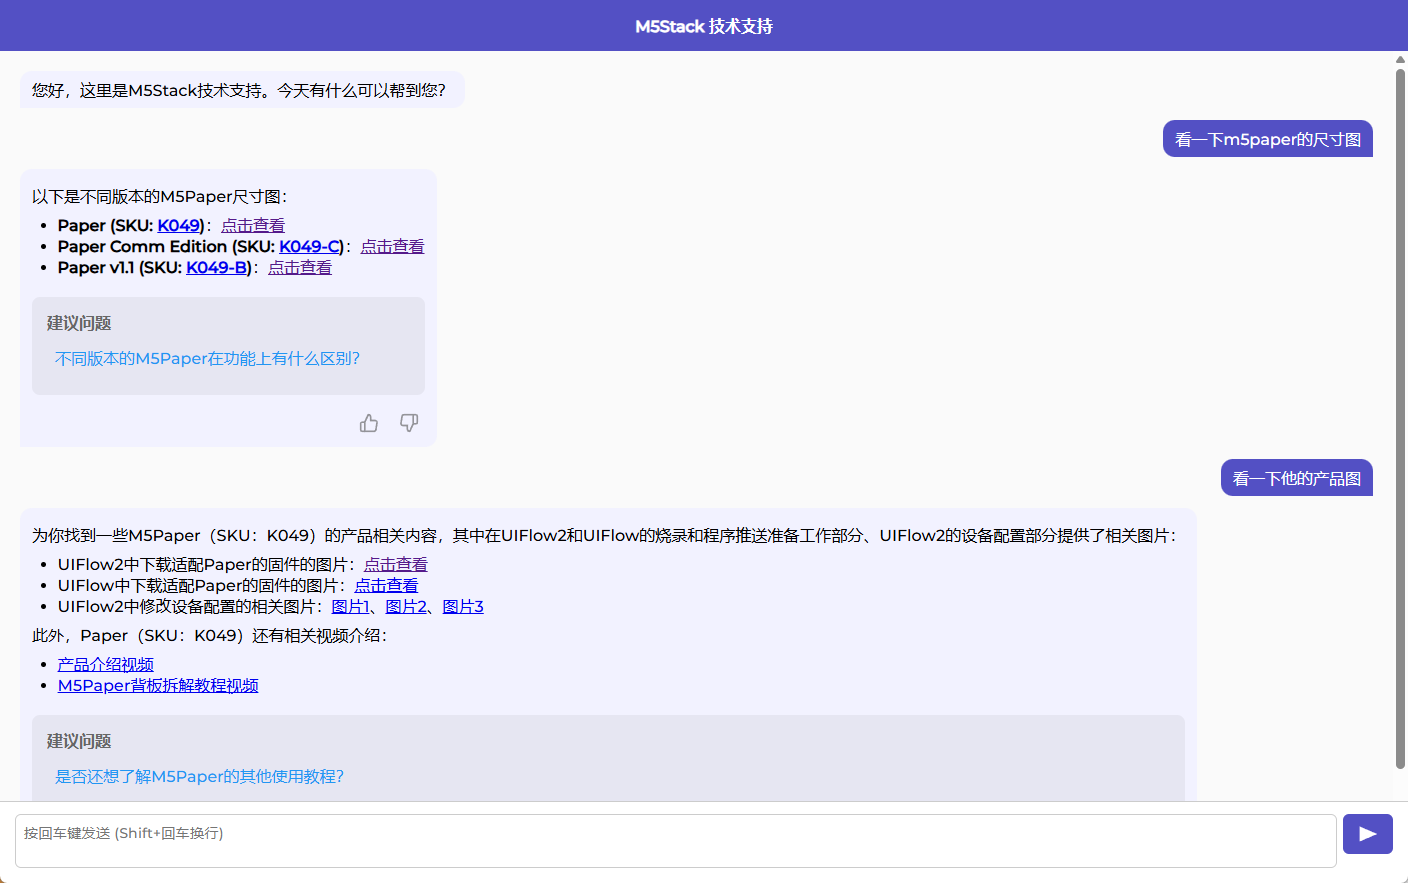 M5Stack 技术支持
您好，这里是M5Stack技术支持。今天有什么可以帮到您？
看一下m5paper的尺寸图
以下是不同版本的M5Paper尺寸图：
• Paper (SKU: K049)：点击查看
• Paper Comm Edition (SKU: K049-C)：点击查看
• Paper v1.1 (SKU: K049-B)：点击查看
建议问题
不同版本的M5Paper在功能上有什么区别？
看一下他的产品图
为你找到一些M5Paper（SKU：K049）的产品相关内容，其中在UIFlow2和UIFlow的烧录和程序推送准备工作部分、UIFlow2的设备配置部分提供了相关图片：
• UIFlow2中下载适配Paper的固件的图片：点击查看
• UIFlow中下载适配Paper的固件的图片：点击查看
• UIFlow2中修改设备配置的相关图片：图片1、图片2、图片3
此外，Paper（SKU：K049）还有相关视频介绍：
• 产品介绍视频
• M5Paper背板拆解教程视频
建议问题
是否还想了解M5Paper的其他使用教程？
按回车键发送 (Shift+回车换行)